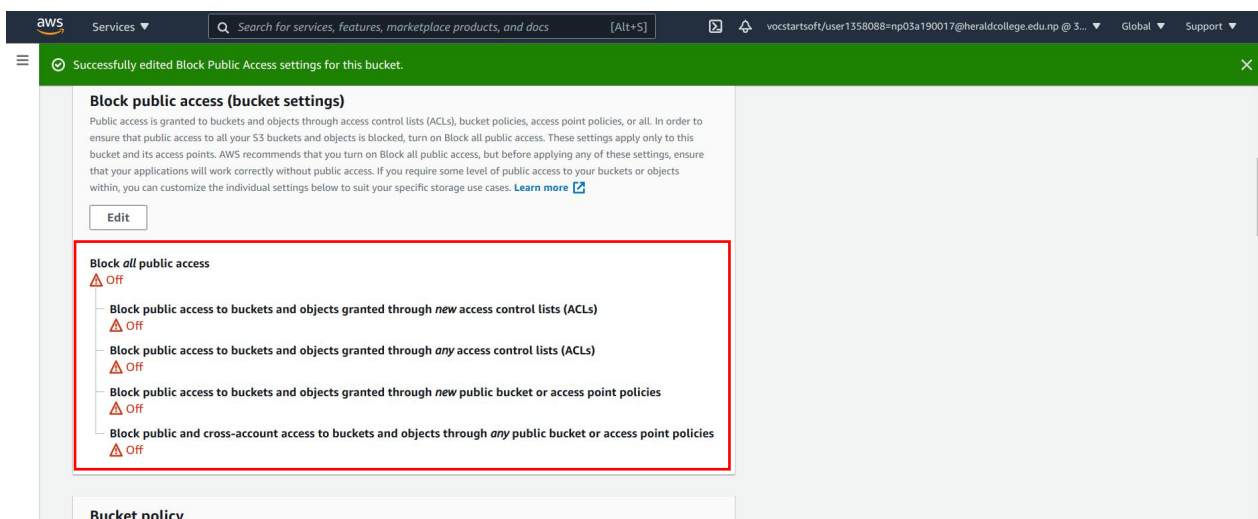 aws Services ▼ Search for services, features, marketplace products, and docs [Alt+S] vocstartsoft/user1358088=np03a190017@heraldcollege.edu.np @ 3... ▼ Global ▼ Support ▼
Successfully edited Block Public Access settings for this bucket.
Block public access (bucket settings)
Public access is granted to buckets and objects through access control lists (ACLs), bucket policies, access point policies, or all. In order to
ensure that public access to all your S3 buckets and objects is blocked, turn on Block all public access. These settings apply only to this
bucket and its access points. AWS recommends that you turn on Block all public access, but before applying any of these settings, ensure
that your applications will work correctly without public access. If you require some level of public access to your buckets or objects
within, you can customize the individual settings below to suit your specific storage use cases. Learn more
Edit
Block all public access
Off
Block public access to buckets and objects granted through new access control lists (ACLs)
Off
Block public access to buckets and objects granted through any access control lists (ACLs)
Off
Block public access to buckets and objects granted through new public bucket or access point policies
Off
Block public and cross-account access to buckets and objects through any public bucket or access point policies
Off
Bucket policy